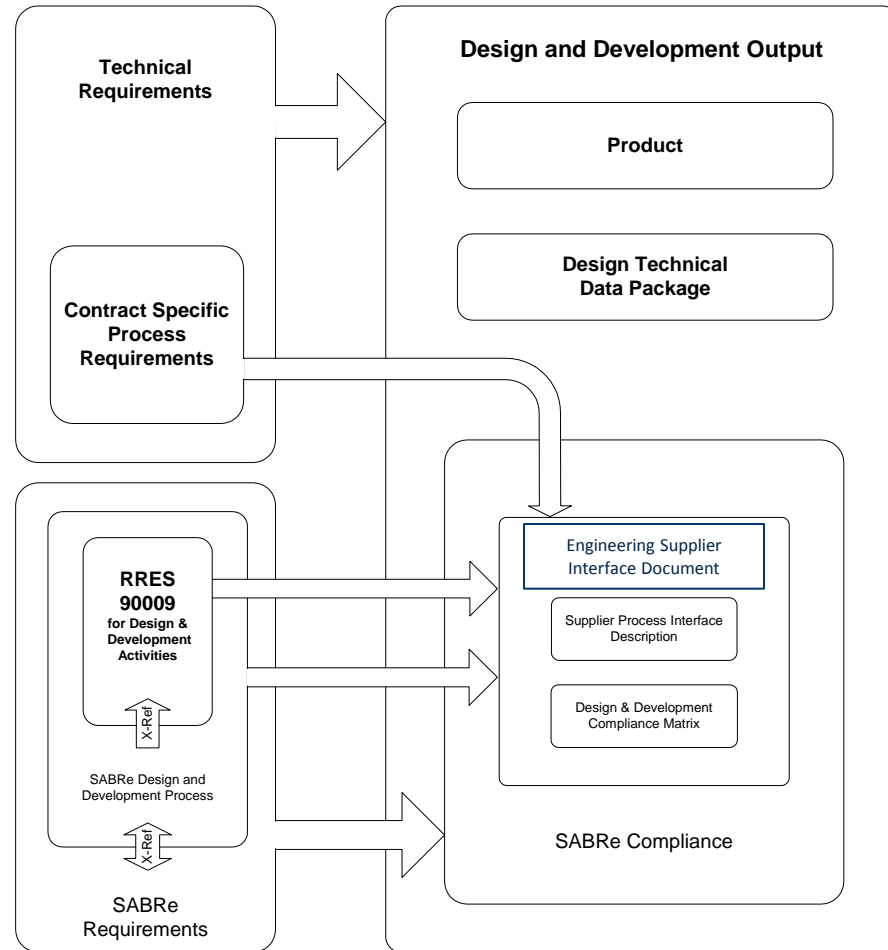 Technical
Requirements
Contract Specific
Process
Requirements
Design and Development Output
Product
Design Technical
Data Package
Engineering Supplier
Interface Document
Supplier Process Interface
Description
Design & Development
Compliance Matrix
SABRe Compliance
RRES
90009
for Design &
Development
Activities
X-Ref
SABRe Design and
Development Process
X-Ref
SABRe
Requirements